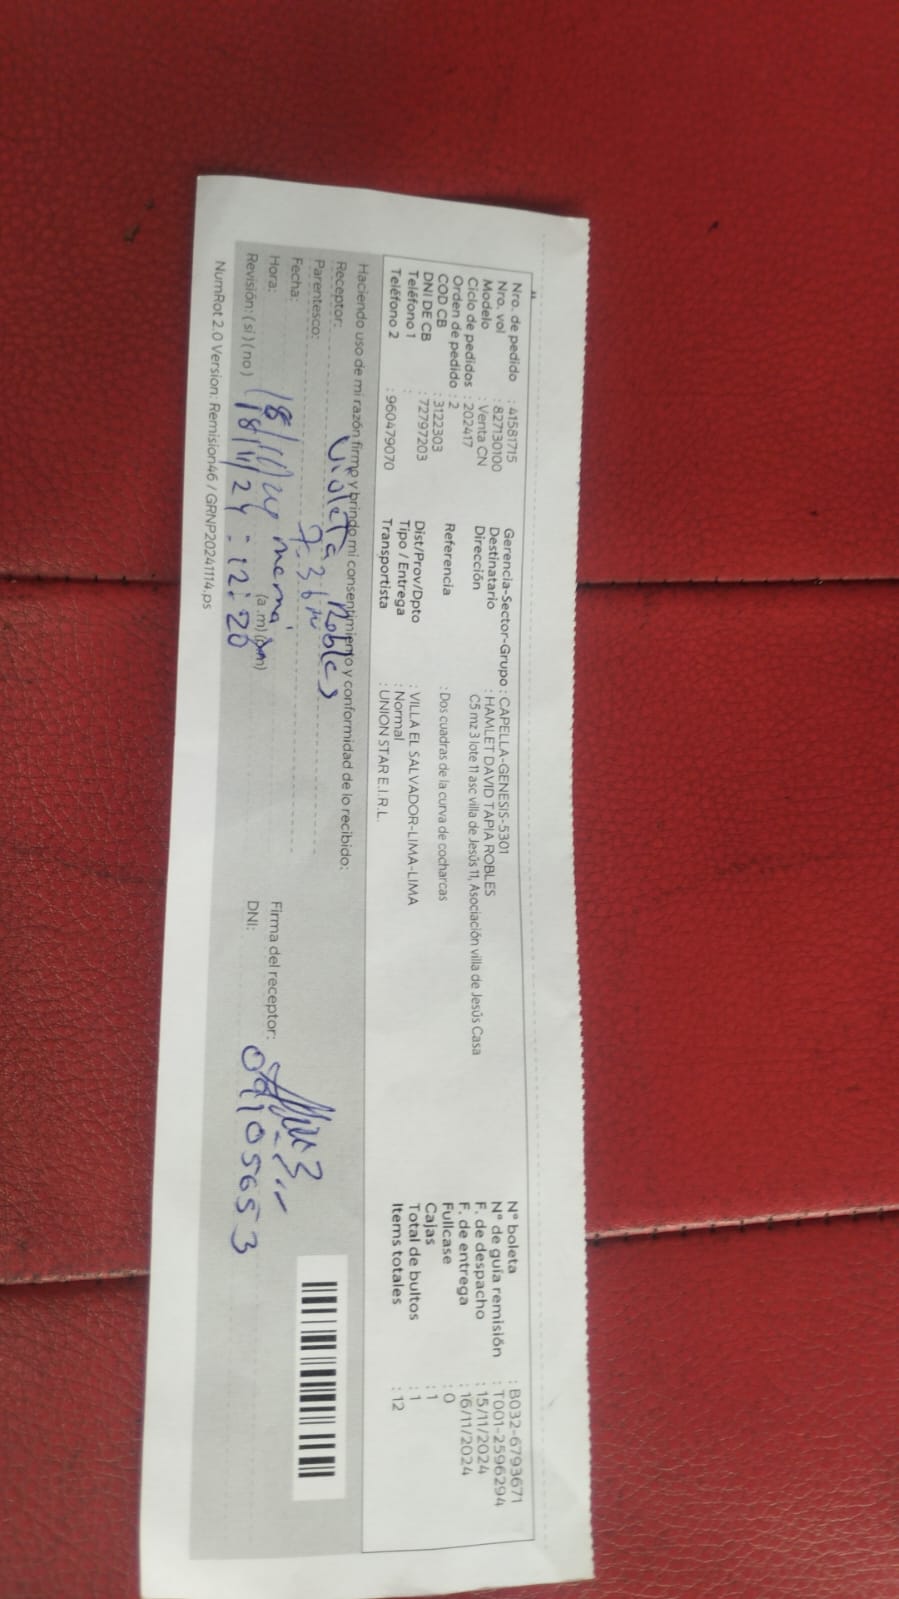 Nro. de pedido : 41581715
Nro. vol : 827130100
Modelo : Venta CN
Ciclo de pedidos : 202417
Orden de pedido : 2
COD CB : 3122303
DNI DE CB : 72797203
Teléfono 1 :
Teléfono 2 : 960479070
Gerencia-Sector-Grupo : CAPELLA-GENESIS-5301
Destinatario : HAMLET DAVID TAPIA ROBLES
Dirección C5 mz 3 lote 11 asc villa de Jesús 11, Asociación villa de Jesús Casa
Referencia : Dos cuadras de la curva de cocharcas
Dist/Prov/Dpto : VILLA EL SALVADOR-LIMA-LIMA
Tipo / Entrega : Normal
Transportista : UNION STAR E.I.R.L.
N° boleta : B032-6793671
N° de guía remisión : T001-2596294
F. de despacho : 15/11/2024
F. de entrega : 16/11/2024
Fullcase : 0
Cajas : 1
Total de bultos : 1
Items totales : 12
Haciendo uso de mi razón firmo y brindo mi consentimiento y conformidad de lo recibido:
Receptor: Violeta Robles
Parentesco:
Fecha:
Hora: 18/11/24 mema (a.m) (p.m)
Revisión: (si) (no) 18/11/24 - 12:20
Firma del receptor:
DNI:
NumRot 2.0 Version: Remision46 / GRNP20241114.ps